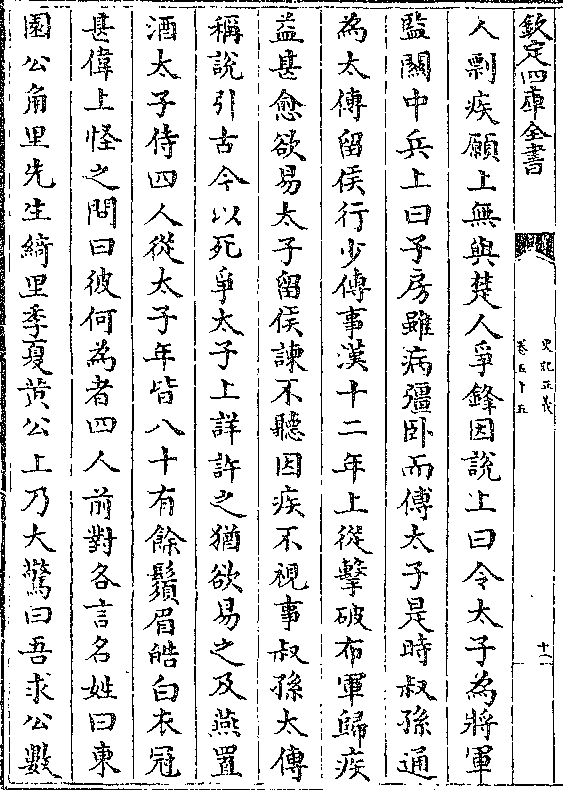 欽定四庫全書
史記正義
卷五十五
十一
人剽疾願上無與楚人爭鋒因說上曰令太子為將軍
監關中兵上曰子房雖病彊卧而傅太子是時叔孫通
為太傅留侯行少傅事漢十二年上從擊破布軍歸疾
益甚愈欲易太子留侯諫不聽因疾不視事叔孫太傅
稱說引古今以死爭太子上詳許之猶欲易之及燕置
酒太子侍四人從太子年皆八十有餘鬚眉皓白衣冠
甚偉上怪之問曰彼何為者四人前對各言名姓曰東
園公角里先生綺里季夏黄公上乃大驚曰吾求公數